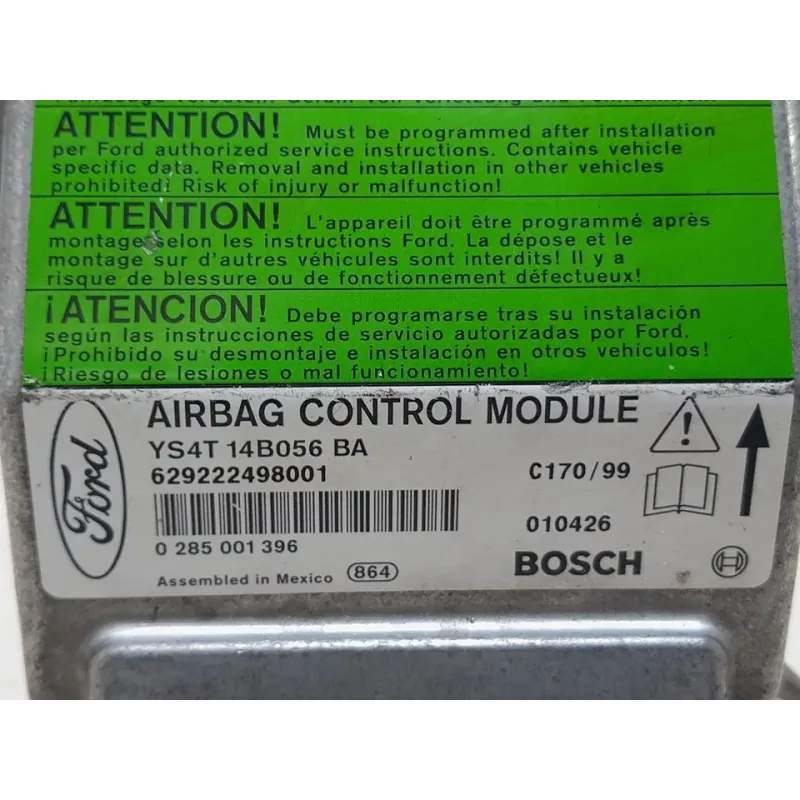 ATTENTION! Must be programmed after installation
per Ford authorized service instructions. Contains vehicle
specific data. Removal and installation in other vehicles
prohibited! Risk of injury or malfunction!
ATTENTION! L'appareil doit être programmé après
montage selon les instructions Ford. La dépose et le
montage sur d'autres véhicules sont interdits! Il y a
risque de blessure ou de fonctionnement défectueux!
¡ATENCION! Debe programarse tras su instalación
según las instrucciones de servicio autorizadas por Ford.
¡Prohibido su desmontaje e instalación en otros vehículos!
¡Riesgo de lesiones o mal funcionamiento!
Ford
AIRBAG CONTROL MODULE
YS4T 14B056 BA
629222498001
C170/99
010426
0 285 001 396
BOSCH
Assembled in Mexico 864